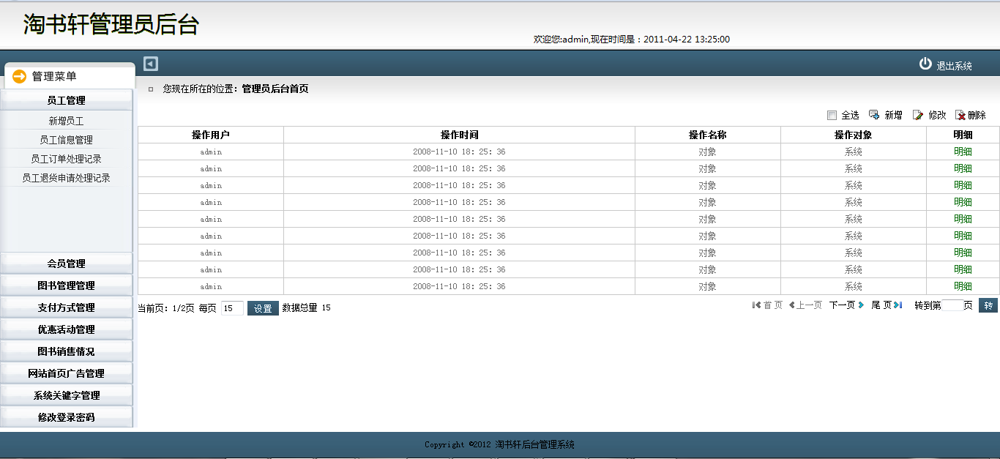 淘书轩管理员后台
欢迎您:admin,现在时间是：2011-04-22 13:25:00
退出系统
管理菜单
员工管理
新增员工
员工信息管理
员工订单处理记录
员工退货申请处理记录
会员管理
图书管理管理
支付方式管理
优惠活动管理
图书销售情况
网站首页广告管理
系统关键字管理
修改登录密码
您现在所在的位置：管理员后台首页
全选 新增 修改 删除
操作用户 操作时间 操作名称 操作对象 明细
admin 2008-11-10 18：25：36 对象 系统 明细
admin 2008-11-10 18：25：36 对象 系统 明细
admin 2008-11-10 18：25：36 对象 系统 明细
admin 2008-11-10 18：25：36 对象 系统 明细
admin 2008-11-10 18：25：36 对象 系统 明细
admin 2008-11-10 18：25：36 对象 系统 明细
admin 2008-11-10 18：25：36 对象 系统 明细
admin 2008-11-10 18：25：36 对象 系统 明细
admin 2008-11-10 18：25：36 对象 系统 明细
当前页：1/2页 每页 15 设置 数据总量 15 首 页 上一页 下一页 尾 页 转到第 页 转
Copyright ©2012 淘书轩后台管理系统